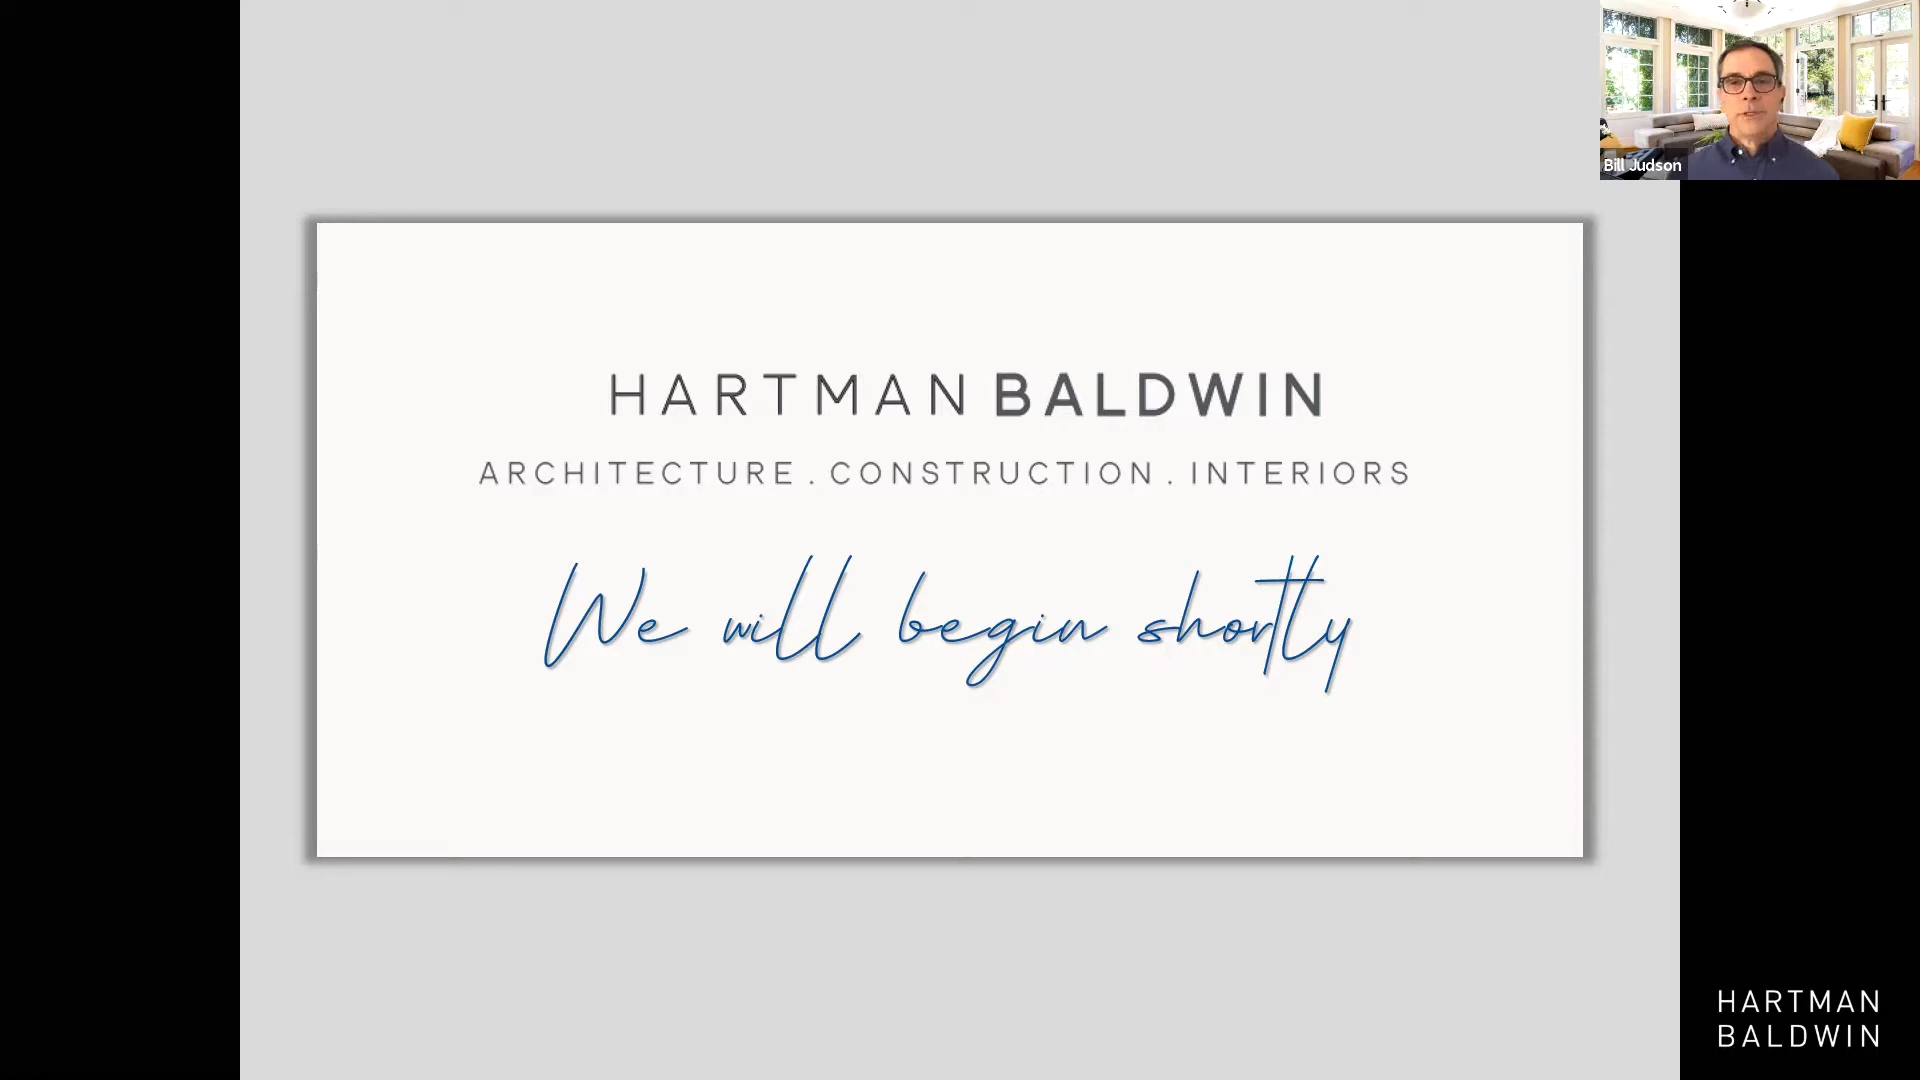 Bill Judson
HARTMAN BALDWIN
ARCHITECTURE . CONSTRUCTION . INTERIORS
We will begin shortly
HARTMAN
BALDWIN